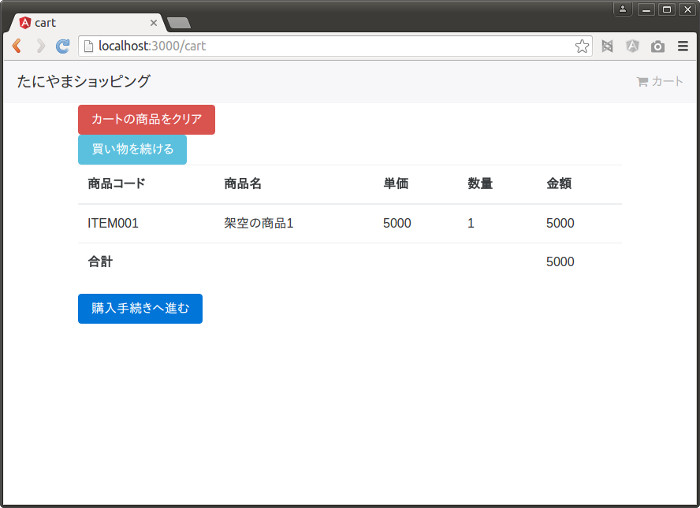 cart
localhost:3000/cart
たにやまショッピング カート
カートの商品をクリア
買い物を続ける
商品コード 商品名 単価 数量 金額
ITEM001 架空の商品1 5000 1 5000
合計 5000
購入手続きへ進む